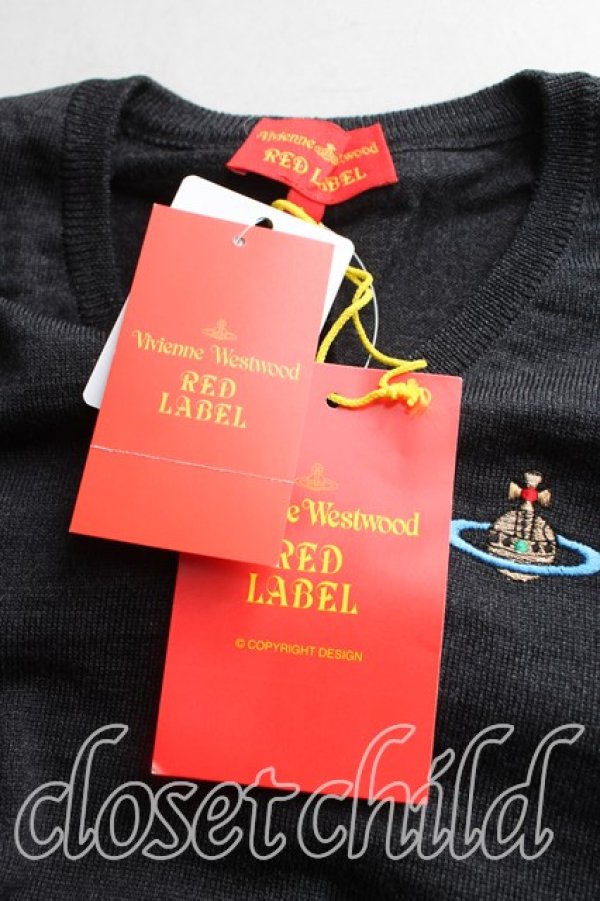 Vivienne Westwood
RED LABEL
Vivienne Westwood
RED
LABEL
ne Westwood
RED
LABEL
© COPYRIGHT DESIGN
closet child